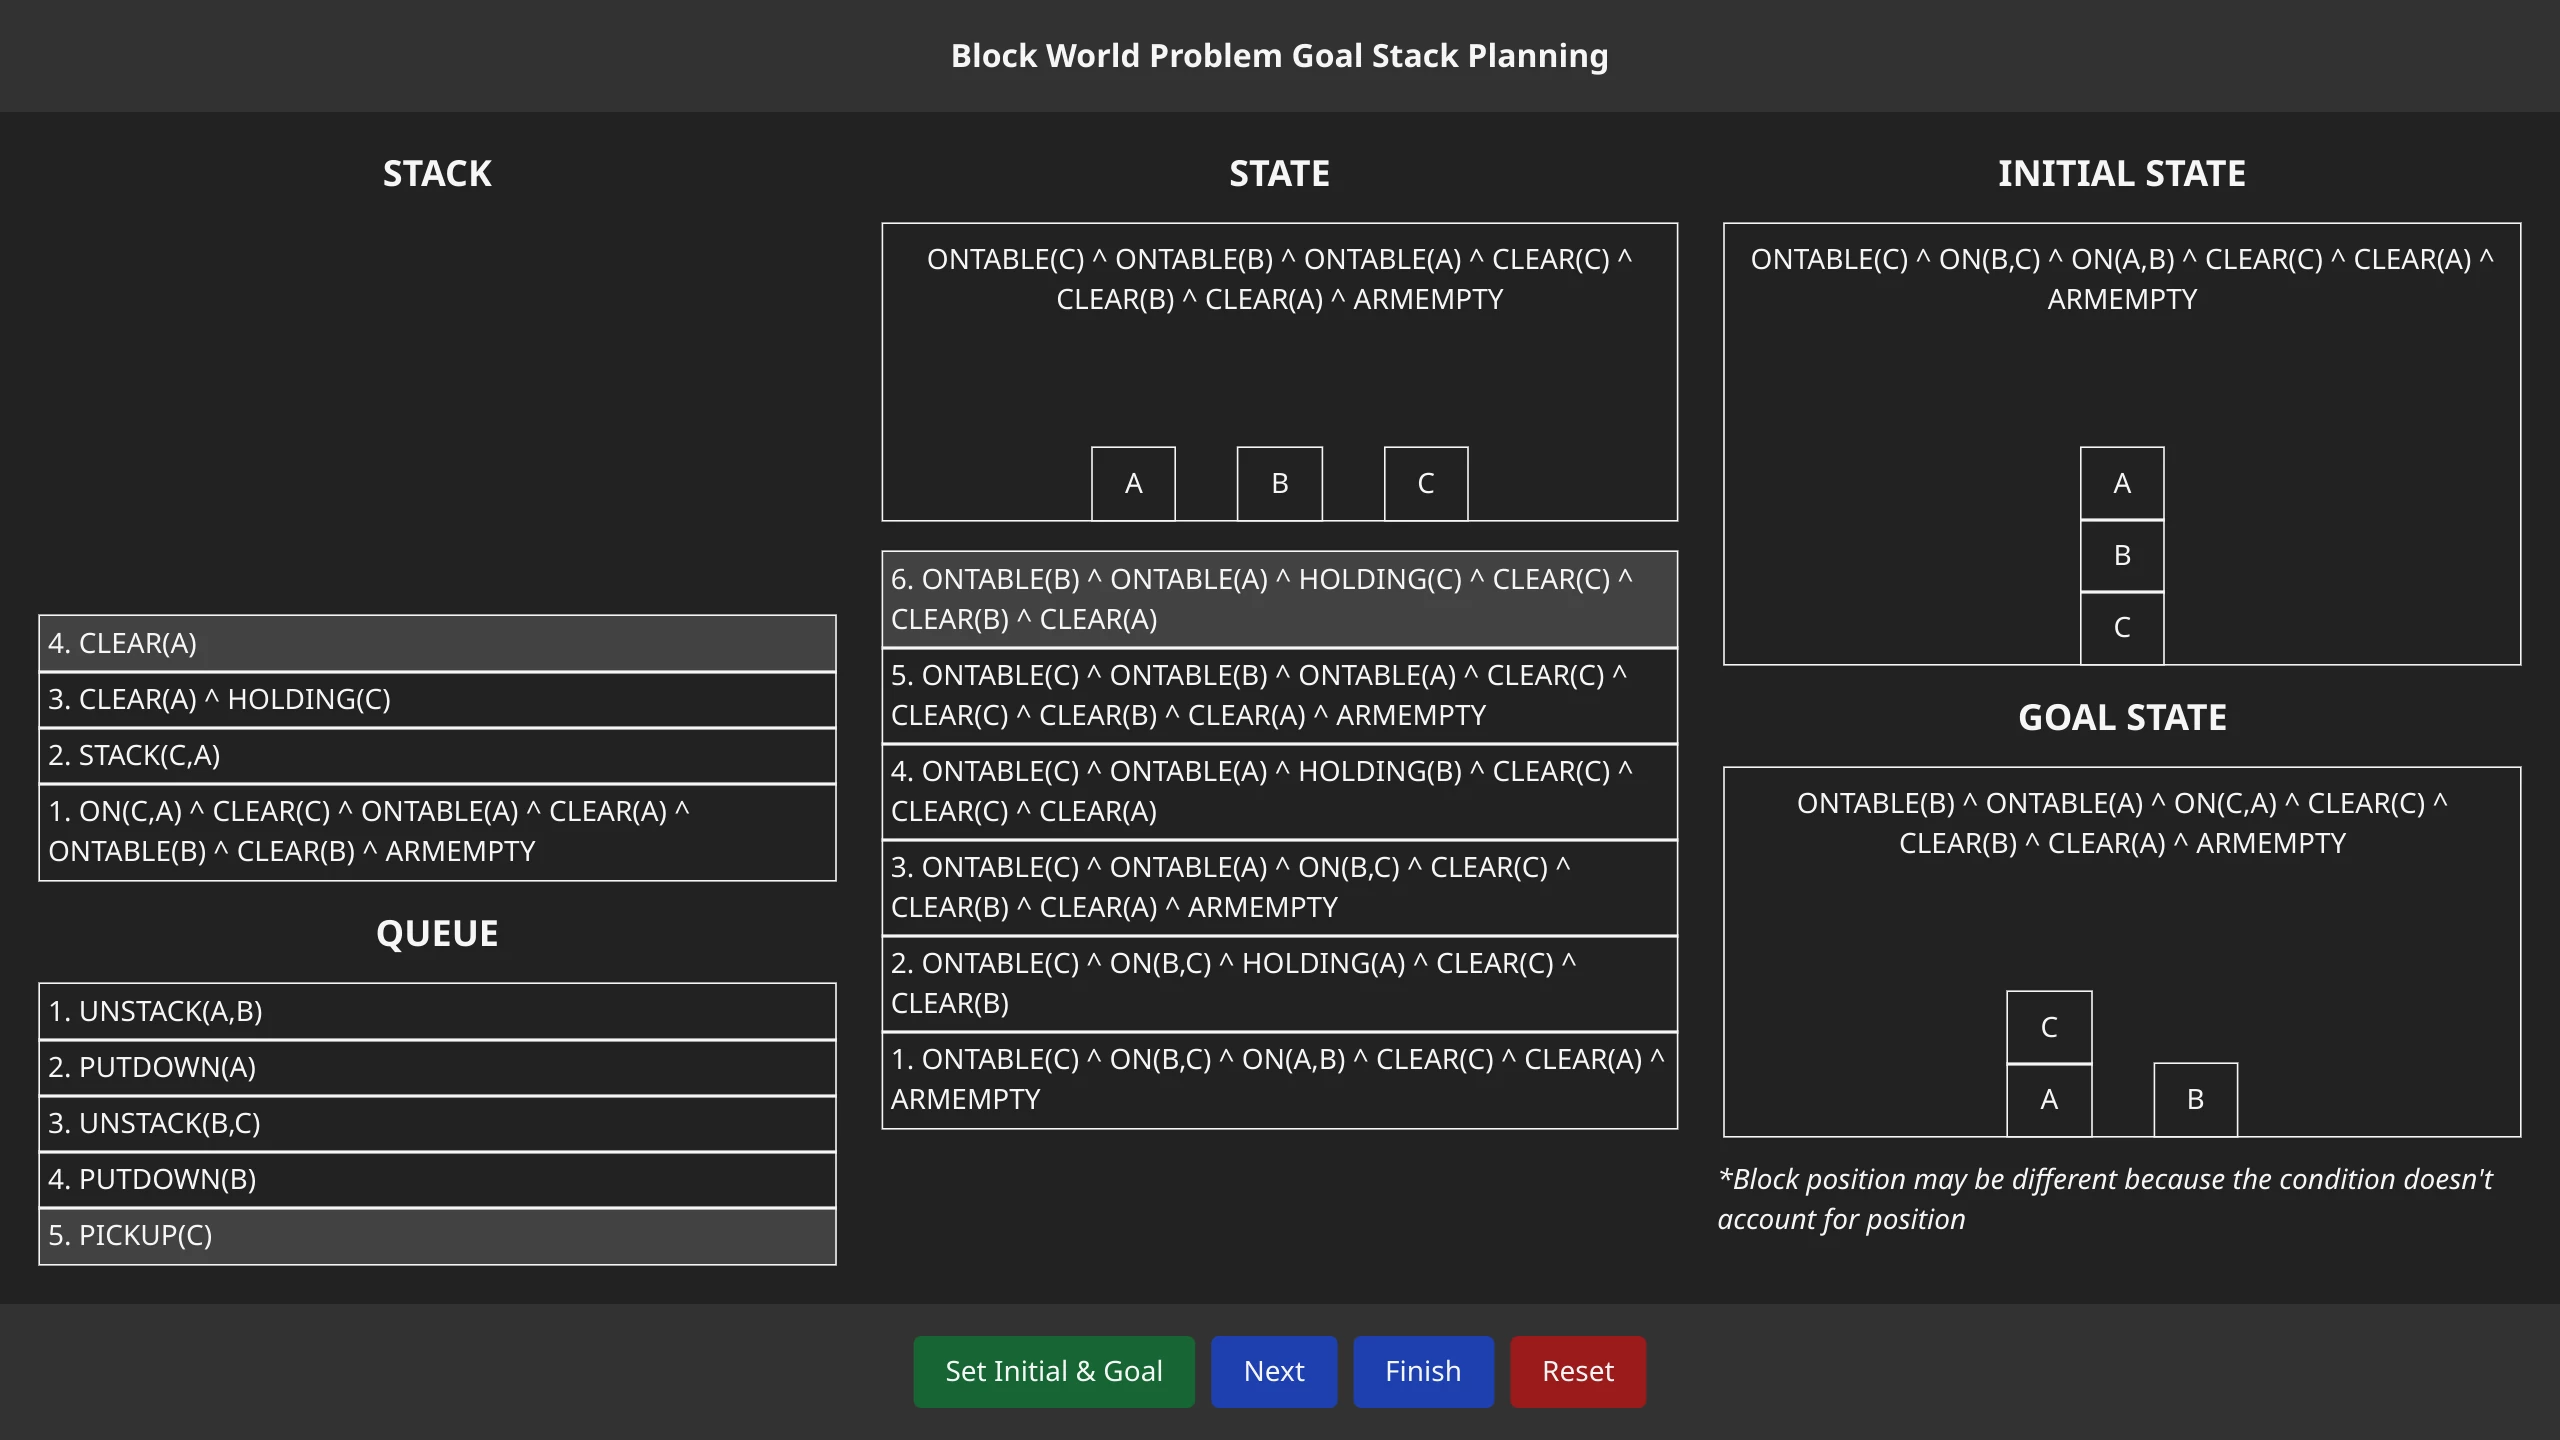 Block World Problem Goal Stack Planning
STACK
4. CLEAR(A)
3. CLEAR(A) ^ HOLDING(C)
2. STACK(C,A)
1. ON(C,A) ^ CLEAR(C) ^ ONTABLE(A) ^ CLEAR(A) ^
ONTABLE(B) ^ CLEAR(B) ^ ARMEMPTY
QUEUE
1. UNSTACK(A,B)
2. PUTDOWN(A)
3. UNSTACK(B,C)
4. PUTDOWN(B)
5. PICKUP(C)
STATE
ONTABLE(C) ^ ONTABLE(B) ^ ONTABLE(A) ^ CLEAR(C) ^
CLEAR(B) ^ CLEAR(A) ^ ARMEMPTY
A B C
6. ONTABLE(B) ^ ONTABLE(A) ^ HOLDING(C) ^ CLEAR(C) ^
CLEAR(B) ^ CLEAR(A)
5. ONTABLE(C) ^ ONTABLE(B) ^ ONTABLE(A) ^ CLEAR(C) ^
CLEAR(C) ^ CLEAR(B) ^ CLEAR(A) ^ ARMEMPTY
4. ONTABLE(C) ^ ONTABLE(A) ^ HOLDING(B) ^ CLEAR(C) ^
CLEAR(C) ^ CLEAR(A)
3. ONTABLE(C) ^ ONTABLE(A) ^ ON(B,C) ^ CLEAR(C) ^
CLEAR(B) ^ CLEAR(A) ^ ARMEMPTY
2. ONTABLE(C) ^ ON(B,C) ^ HOLDING(A) ^ CLEAR(C) ^
CLEAR(B)
1. ONTABLE(C) ^ ON(B,C) ^ ON(A,B) ^ CLEAR(C) ^ CLEAR(A) ^
ARMEMPTY
INITIAL STATE
ONTABLE(C) ^ ON(B,C) ^ ON(A,B) ^ CLEAR(C) ^ CLEAR(A) ^
ARMEMPTY
A
B
C
GOAL STATE
ONTABLE(B) ^ ONTABLE(A) ^ ON(C,A) ^ CLEAR(C) ^
CLEAR(B) ^ CLEAR(A) ^ ARMEMPTY
C
A B
*Block position may be different because the condition doesn't
account for position
Set Initial & Goal Next Finish Reset